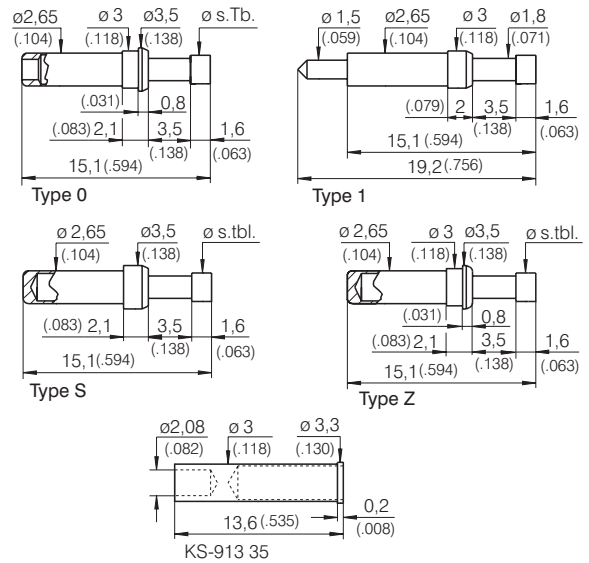 ø2,65 ø 3 ø3,5 ø s.Tb.
(.104) (.118) (.138)
(.031) 0,8
(.083) 2,1 3,5 1,6
(.138) (.063)
15,1 (.594)
Type 0
ø 1,5 ø2,65 ø 3 ø1,8
(.059) (.104) (.118) (.071)
(.079) 2 3,5 1,6
(.138) (.063)
15,1 (.594)
19,2 (.756)
Type 1
ø 2,65 ø3,5 ø s.tbl.
(.104) (.138)
(.083) 2,1 3,5 1,6
(.138) (.063)
15,1 (.594)
Type S
ø 2,65 ø 3 ø3,5 ø s.tbl.
(.104) (.118) (.138)
(.031) 0,8
(.083) 2,1 3,5 1,6
(.138) (.063)
15,1 (.594)
Type Z
ø2,08 ø 3 ø 3,3
(.082) (.118) (.130)
13,6 (.535) 0,2
(.008)
KS-913 35